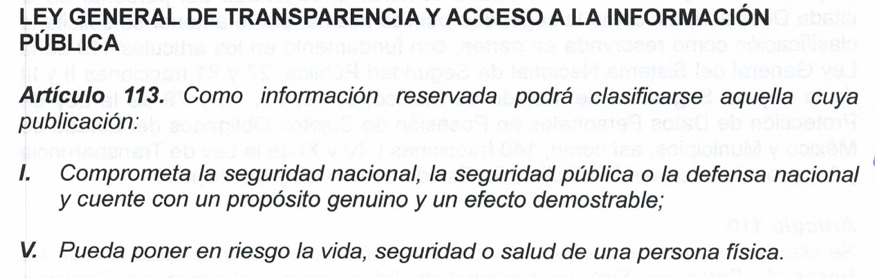 LEY GENERAL DE TRANSPARENCIA Y ACCESO A LA INFORMACIÓN
PÚBLICA
Artículo 113. Como información reservada podrá clasificarse aquella cuya
publicación:
I. Comprometa la seguridad nacional, la seguridad pública o la defensa nacional
y cuente con un propósito genuino y un efecto demostrable;
V. Pueda poner en riesgo la vida, seguridad o salud de una persona física.